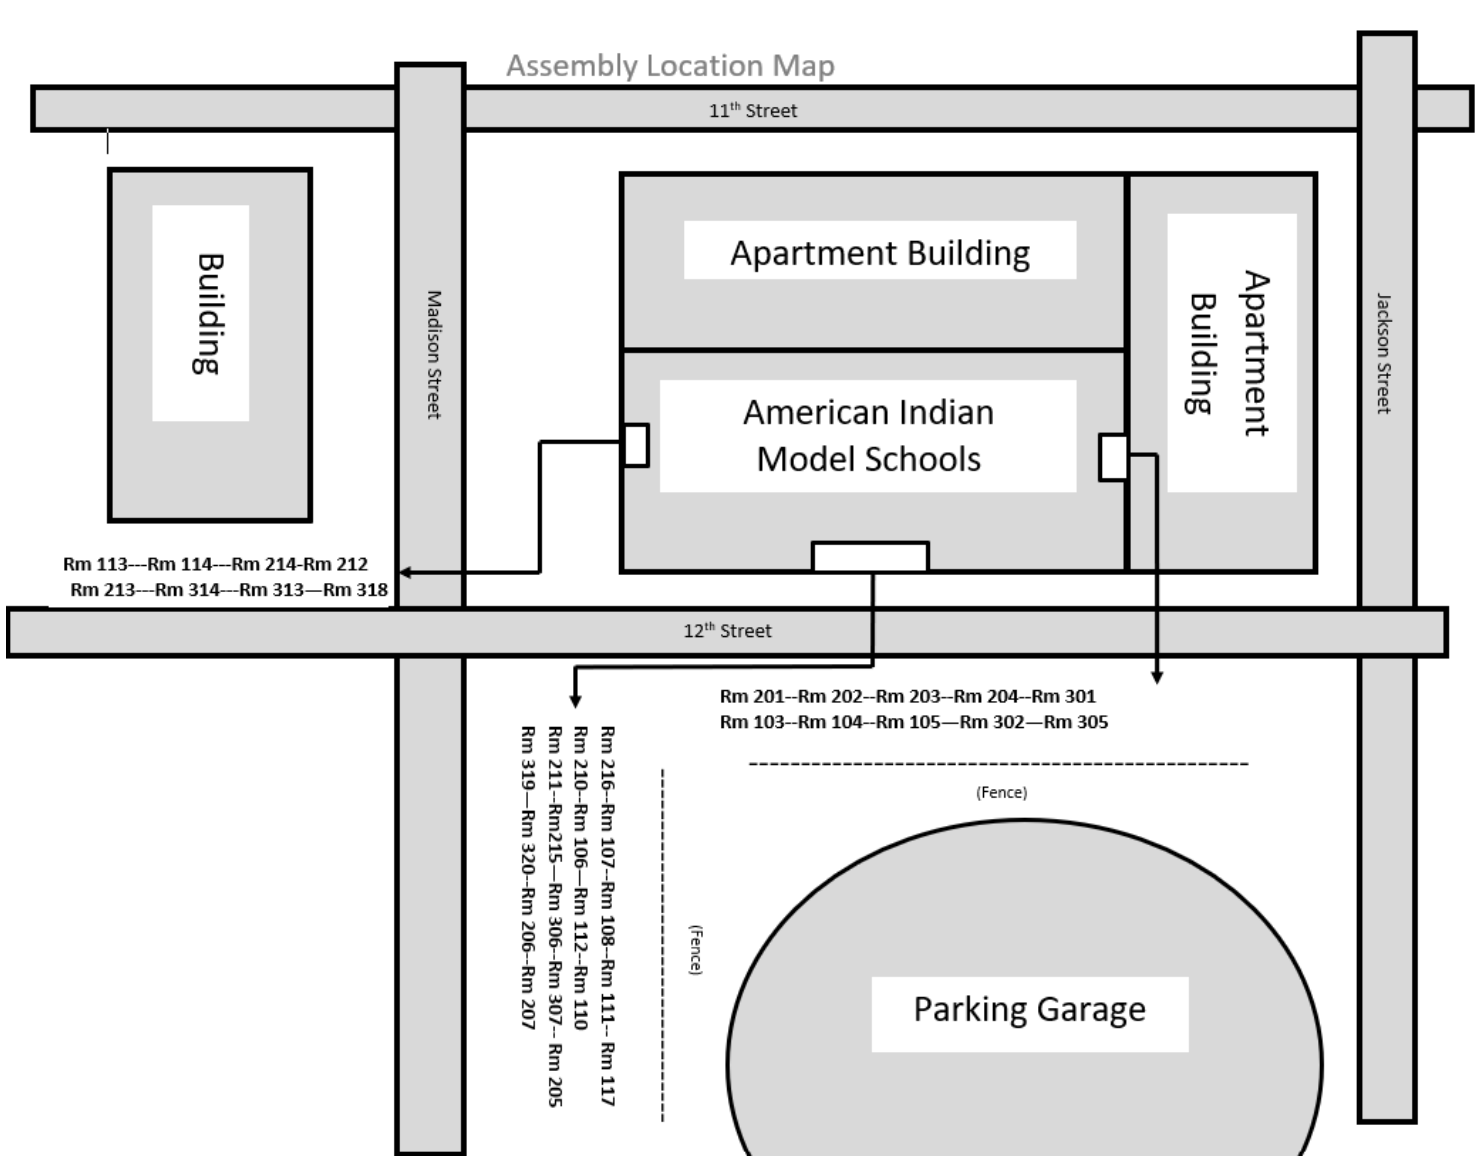 Assembly Location Map
11th Street
Building
Madison Street
Apartment Building
Apartment
Building
Jackson Street
American Indian
Model Schools
Rm 113---Rm 114---Rm 214-Rm 212
Rm 213---Rm 314---Rm 313—Rm 318
12th Street
Rm 201--Rm 202--Rm 203--Rm 204--Rm 301
Rm 103--Rm 104--Rm 105—Rm 302—Rm 305
Rm 216--Rm 107--Rm 108--Rm 111-- Rm 117
Rm 210--Rm 106—Rm 112--Rm 110
Rm 211--Rm215—Rm 306--Rm 307-- Rm 205
Rm 319—Rm 320--Rm 206--Rm 207
(Fence)
(Fence)
Parking Garage